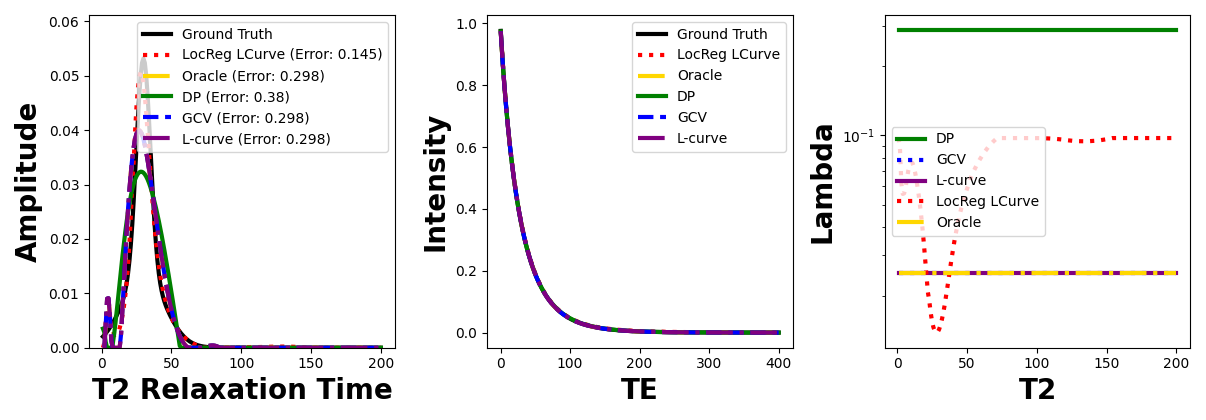 0.06
0.05
0.04
0.03
0.02
0.01
0.00
Amplitude
Ground Truth
LocReg LCurve (Error: 0.145)
Oracle (Error: 0.298)
DP (Error: 0.38)
GCV (Error: 0.298)
L-curve (Error: 0.298)
0 50 100 150 200
T2 Relaxation Time
1.0
0.8
0.6
0.4
0.2
0.0
Intensity
Ground Truth
LocReg LCurve
Oracle
DP
GCV
L-curve
0 100 200 300 400
TE
10⁻¹
Lambda
DP
GCV
L-curve
LocReg LCurve
Oracle
0 50 100 150 200
T2